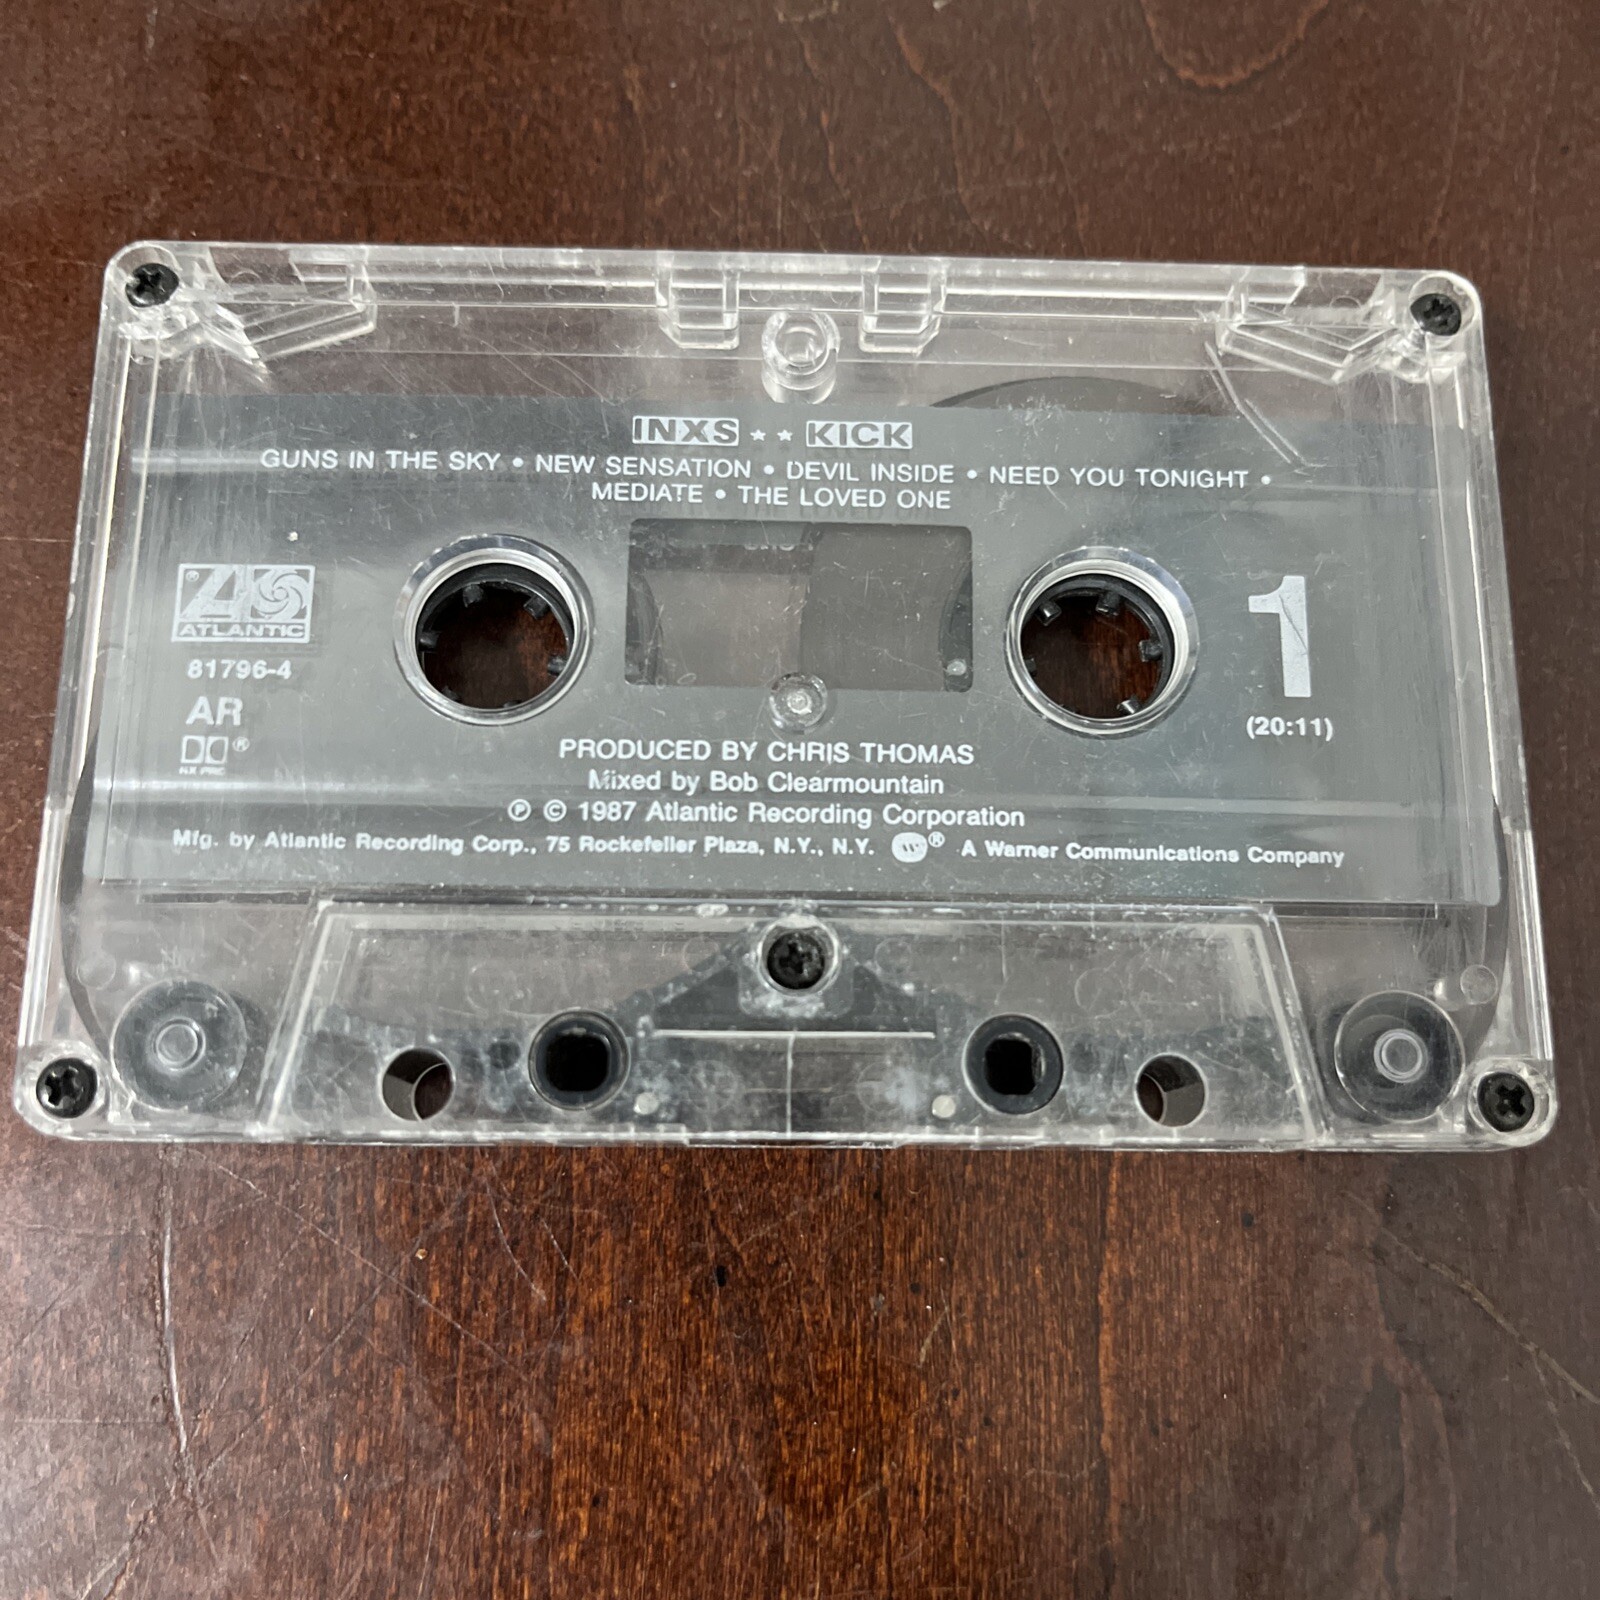 INXS ★ ★ KICK
GUNS IN THE SKY • NEW SENSATION • DEVIL INSIDE • NEED YOU TONIGHT •
MEDIATE • THE LOVED ONE
® ATLANTIC
81796-4
AR
®
1
(20:11)
PRODUCED BY CHRIS THOMAS
Mixed by Bob Clearmountain
℗ © 1987 Atlantic Recording Corporation
Mfg. by Atlantic Recording Corp., 75 Rockefeller Plaza, N.Y., N.Y. ® A Warner Communications Company